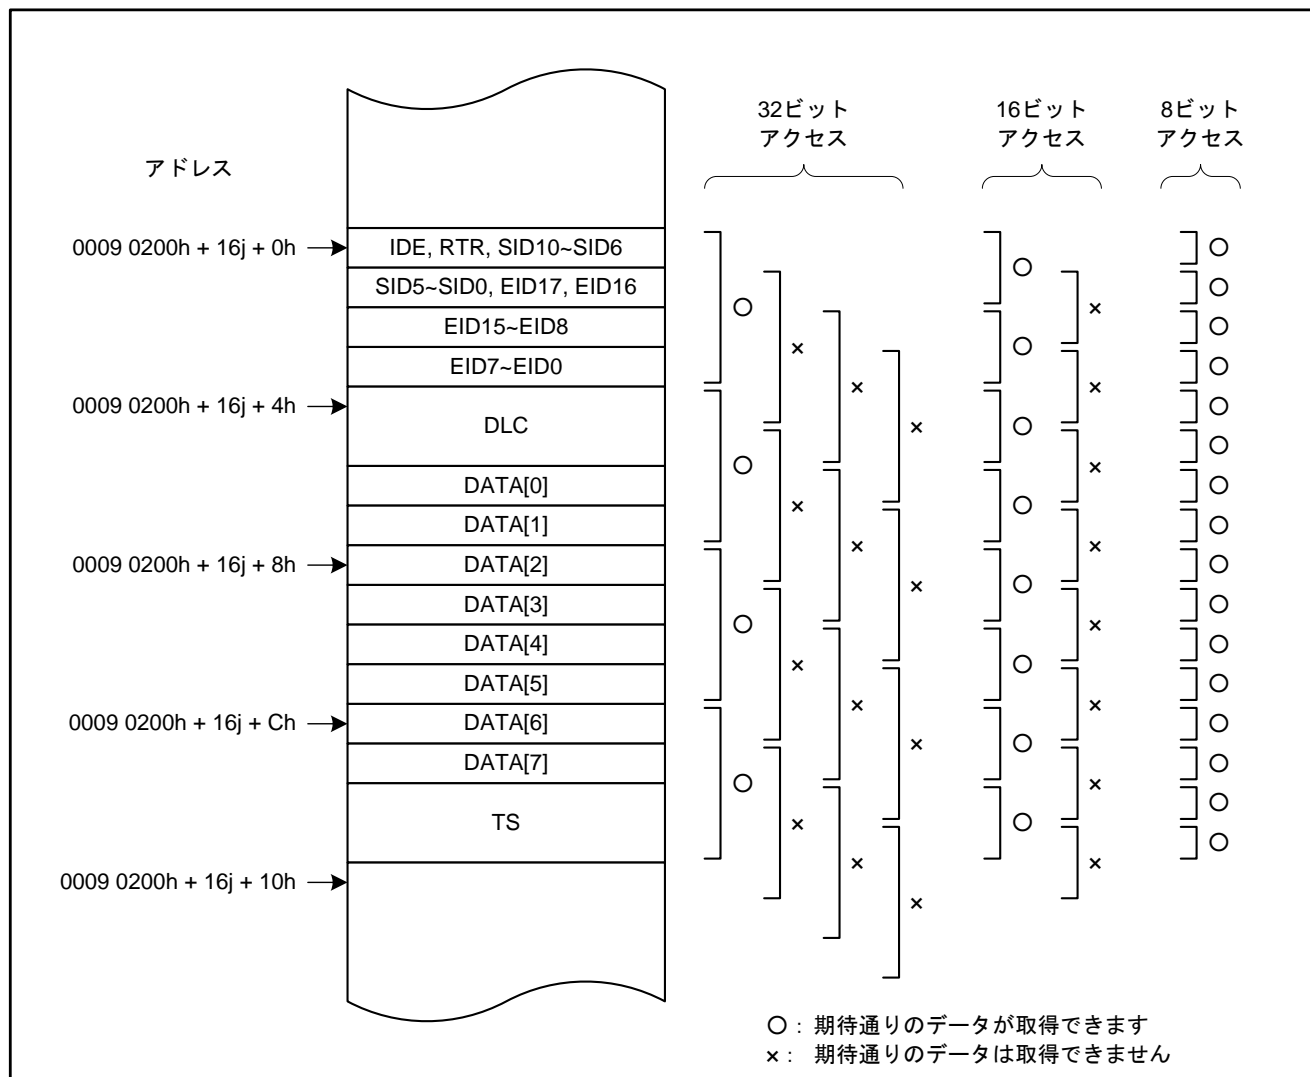 32ビット
アクセス
16ビット
アクセス
8ビット
アクセス
アドレス
0009 0200h + 16j + 0h
IDE, RTR, SID10~SID6
SID5~SID0, EID17, EID16
EID15~EID8
EID7~EID0
0009 0200h + 16j + 4h
DLC
DATA[0]
DATA[1]
0009 0200h + 16j + 8h
DATA[2]
DATA[3]
DATA[4]
DATA[5]
0009 0200h + 16j + Ch
DATA[6]
DATA[7]
TS
0009 0200h + 16j + 10h
○ : 期待通りのデータが取得できます
× : 期待通りのデータは取得できません